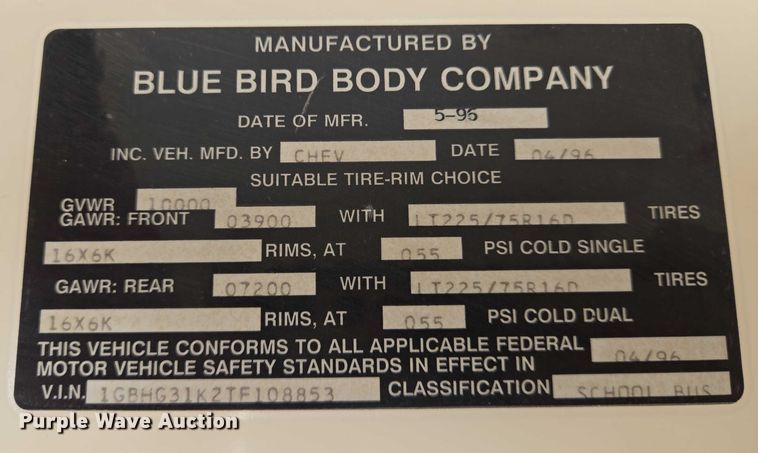 MANUFACTURED BY
BLUE BIRD BODY COMPANY
DATE OF MFR. 5-96
INC. VEH. MFD. BY CHEV DATE 04/96
SUITABLE TIRE-RIM CHOICE
GVWR 10000
GAWR: FRONT 03900 WITH LT225/75R16D TIRES
16X6K RIMS, AT 055 PSI COLD SINGLE
GAWR: REAR 07200 WITH LT225/75R16D TIRES
16X6K RIMS, AT 055 PSI COLD DUAL
THIS VEHICLE CONFORMS TO ALL APPLICABLE FEDERAL 04/96
MOTOR VEHICLE SAFETY STANDARDS IN EFFECT IN
V.I.N. 1GBHG31K2TF108853 CLASSIFICATION SCHOOL BUS
Purple Wave Auction